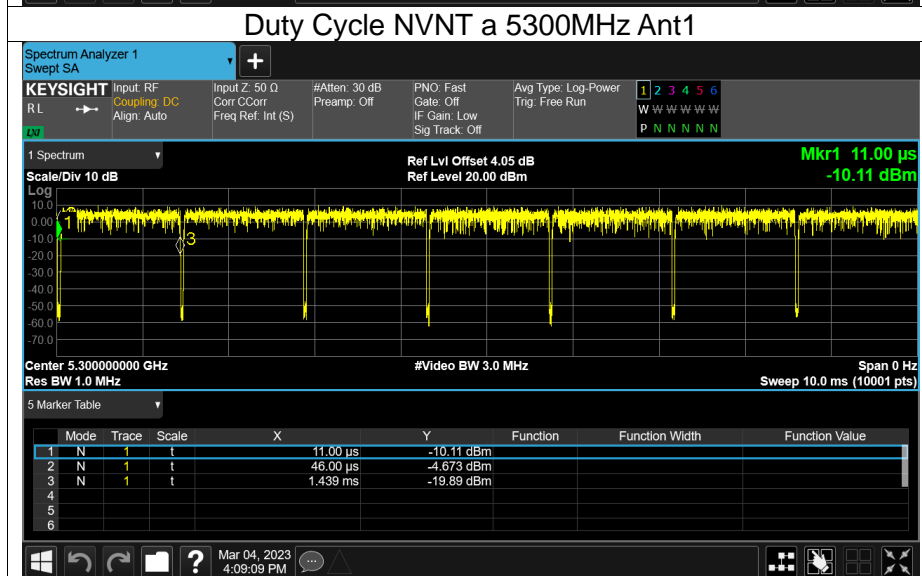 Duty Cycle NVNT a 5300MHz Ant1
Spectrum Analyzer 1
Swept SA
+
KEYSIGHT Input: RF Input Z: 50 Ω #Atten: 30 dB PNO: Fast Avg Type: Log-Power 1 2 3 4 5 6
R L Coupling: DC Corr CCorr Preamp: Off Gate: Off Trig: Free Run W W W W W W
Align: Auto Freq Ref: Int (S) IF Gain: Low
LXI Sig Track: Off P N N N N N
1 Spectrum Ref Lvl Offset 4.05 dB Mkr1 11.00 µs
Scale/Div 10 dB Ref Level 20.00 dBm -10.11 dBm
Log
10.0
0.00 1
-10.0 3
-20.0
-30.0
-40.0
-50.0
-60.0
-70.0
Center 5.300000000 GHz #Video BW 3.0 MHz Span 0 Hz
Res BW 1.0 MHz Sweep 10.0 ms (10001 pts)
5 Marker Table
Mode Trace Scale X Y Function Function Width Function Value
1 N 1 t 11.00 µs -10.11 dBm
2 N 1 t 46.00 µs -4.673 dBm
3 N 1 t 1.439 ms -19.89 dBm
4
5
6
? Mar 04, 2023
4:09:09 PM